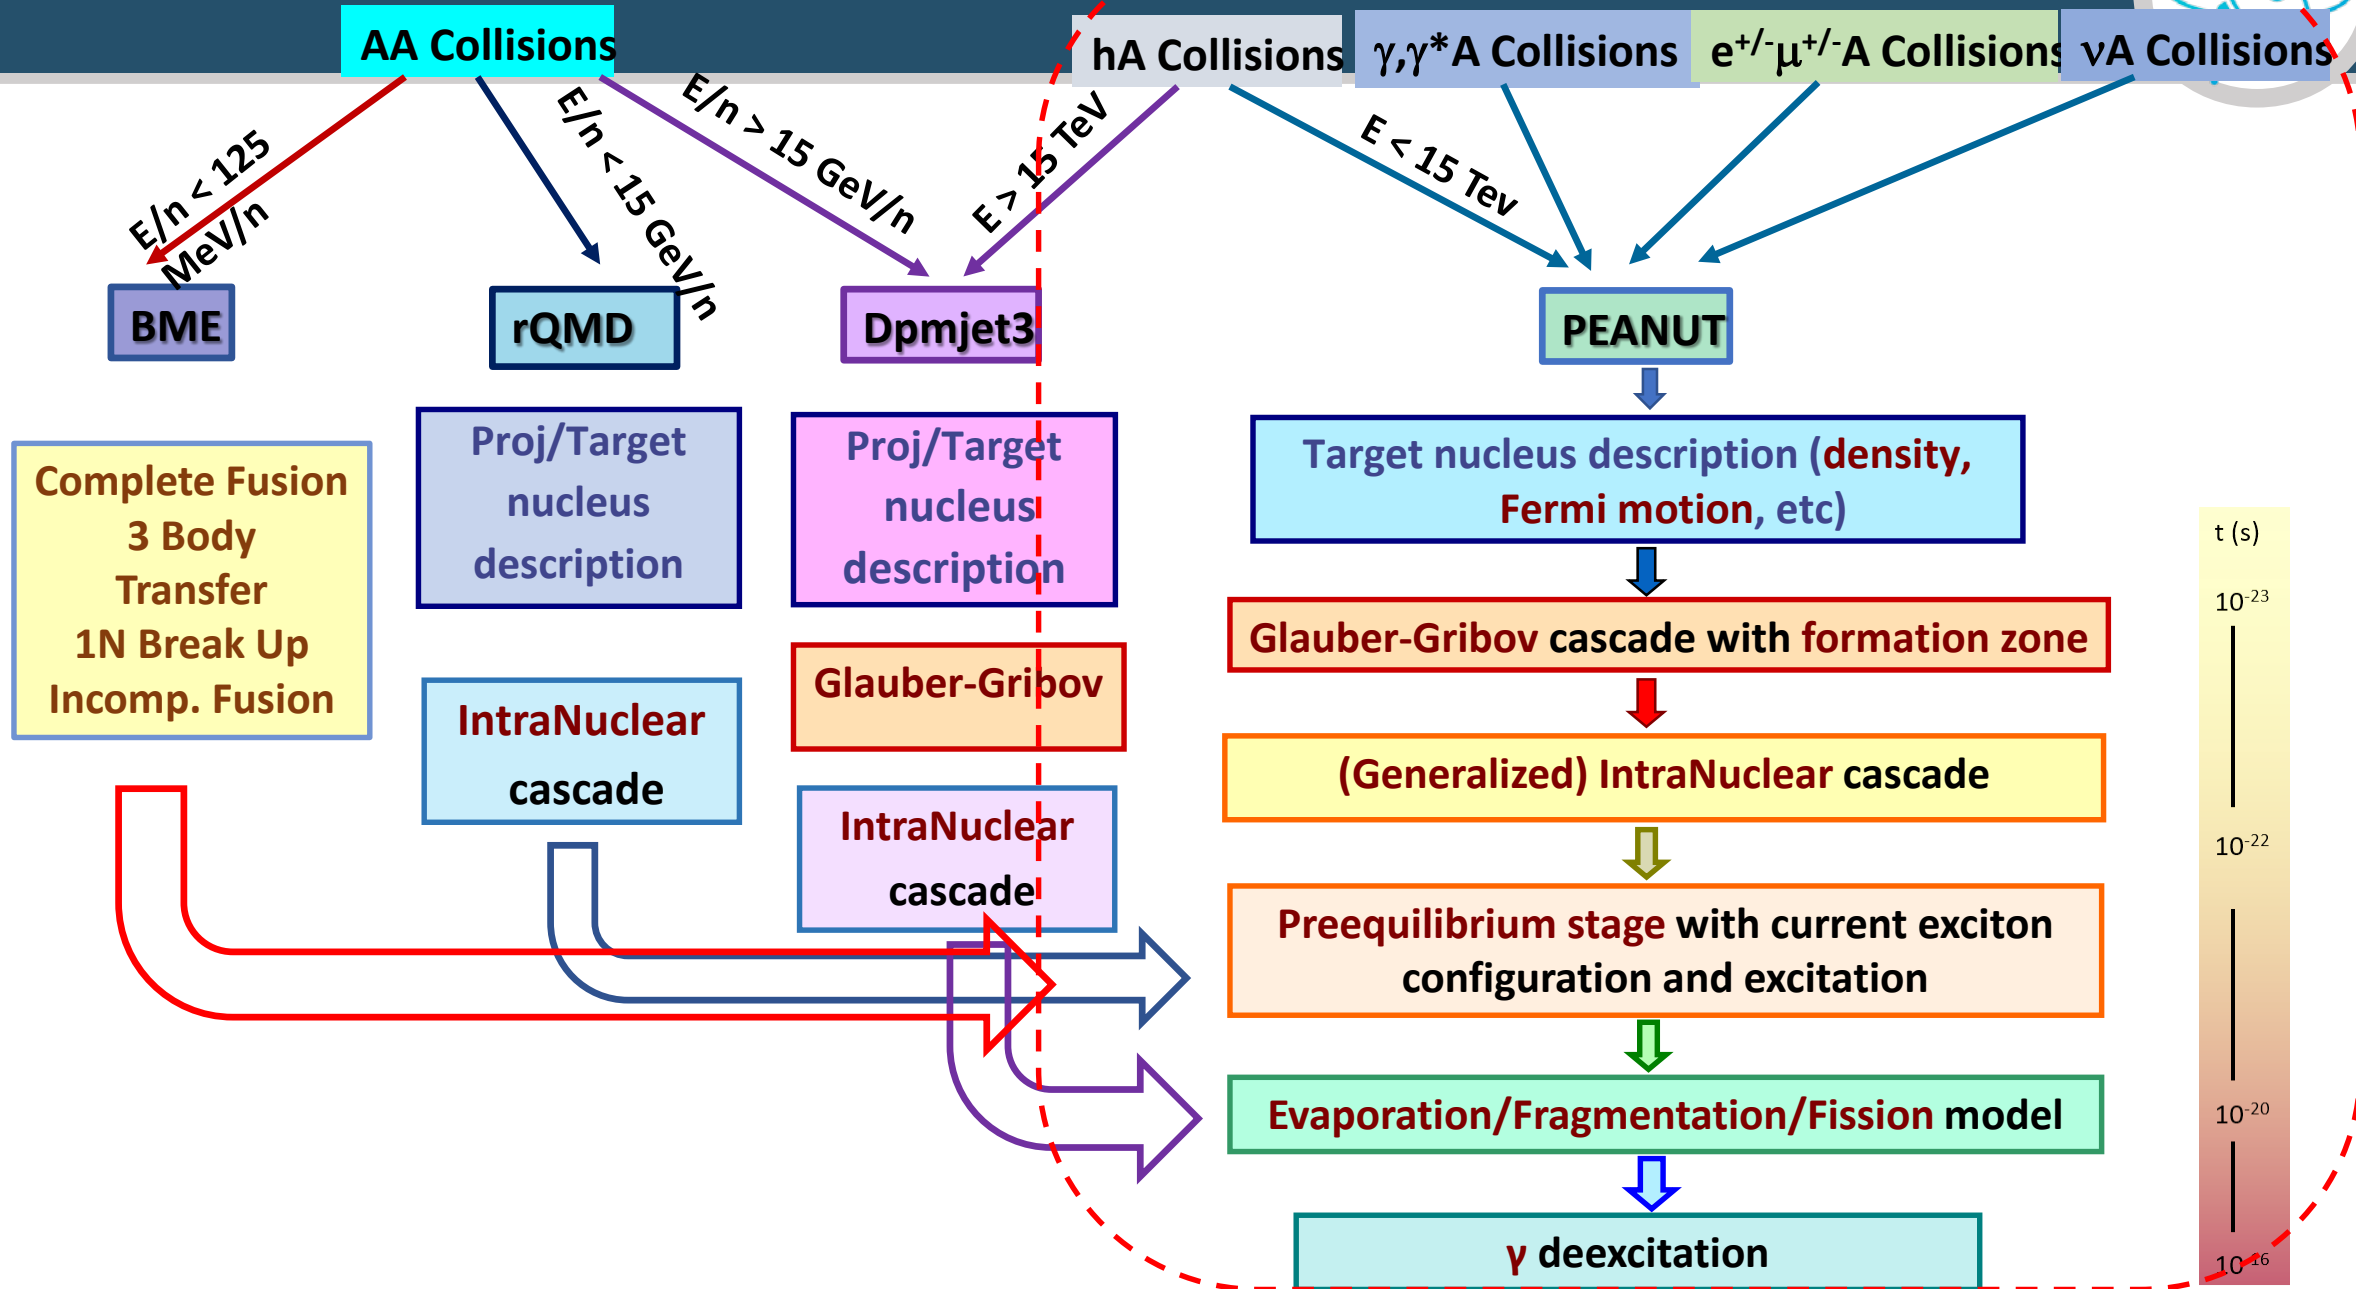 AA Collisions
hA Collisions
γ,γ*A Collisions
e+/-μ+/-A Collisions
νA Collisions
E/n < 125
MeV/n
E/n < 15 GeV/n
E/n > 15 GeV/n
E > 15 TeV
E < 15 Tev
BME
rQMD
Dpmjet3
PEANUT
Complete Fusion
3 Body
Transfer
1N Break Up
Incomp. Fusion
Proj/Target
nucleus
description
IntraNuclear
cascade
Proj/Target
nucleus
description
Glauber-Gribov
IntraNuclear
cascade
Target nucleus description (density,
Fermi motion, etc)
Glauber-Gribov cascade with formation zone
(Generalized) IntraNuclear cascade
Preequilibrium stage with current exciton
configuration and excitation
Evaporation/Fragmentation/Fission model
γ deexcitation
t (s)
10-23
10-22
10-20
10-16